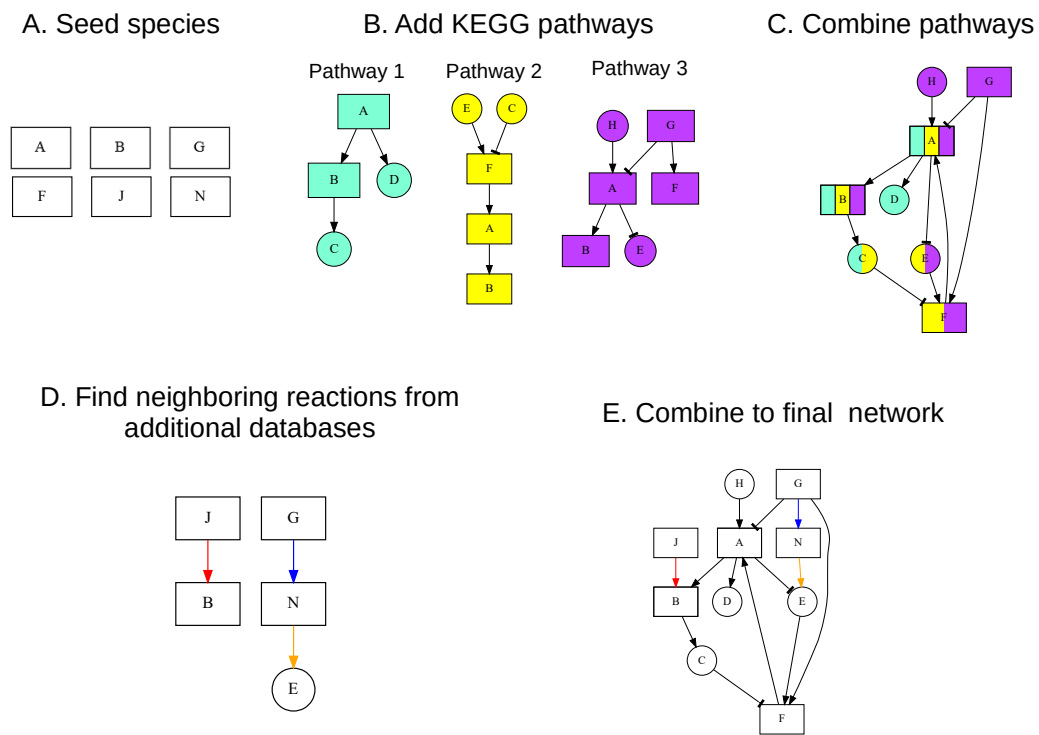 A. Seed species
B. Add KEGG pathways
C. Combine pathways
Pathway 1
Pathway 2
Pathway 3
A
B
G
F
J
N
A
B
D
C
E
C
F
A
B
H
G
A
F
B
E
H
G
A
B
D
C
E
F
D. Find neighboring reactions from
additional databases
E. Combine to final network
J
G
B
N
E
H
G
J
A
N
B
D
E
C
F